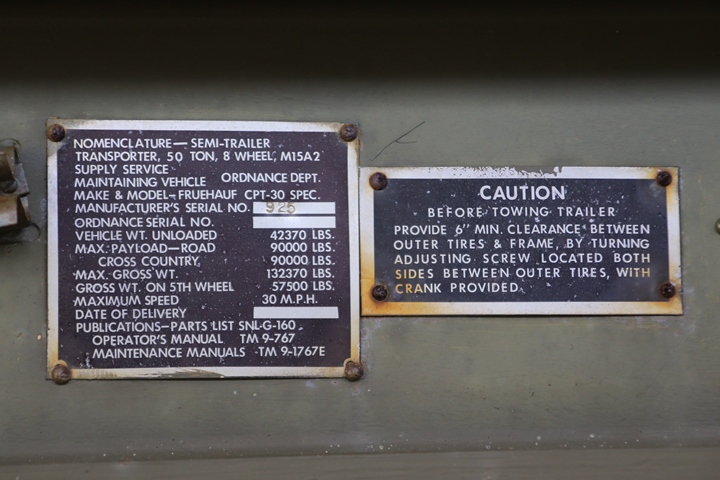 NOMENCLATURE — SEMI-TRAILER
TRANSPORTER, 50 TON, 8 WHEEL, M15A2
SUPPLY SERVICE
MAINTAINING VEHICLE ORDNANCE DEPT.
MAKE & MODEL-FRUEHAUF CPT-30 SPEC.
MANUFACTURER'S SERIAL NO. 925
ORDNANCE SERIAL NO.
VEHICLE WT. UNLOADED 42370 LBS.
MAX. PAYLOAD—ROAD 90000 LBS.
CROSS COUNTRY 90000 LBS.
MAX. GROSS WT. 132370 LBS.
GROSS WT. ON 5TH WHEEL 57500 LBS.
MAXIMUM SPEED 30 M.P.H.
DATE OF DELIVERY
PUBLICATIONS—PARTS LIST SNL-G-160
OPERATOR'S MANUAL TM 9-767
MAINTENANCE MANUALS -TM 9-1767E
CAUTION
BEFORE TOWING TRAILER
PROVIDE 6" MIN. CLEARANCE BETWEEN
OUTER TIRES & FRAME, BY TURNING
ADJUSTING SCREW LOCATED BOTH
SIDES BETWEEN OUTER TIRES, WITH
CRANK PROVIDED.